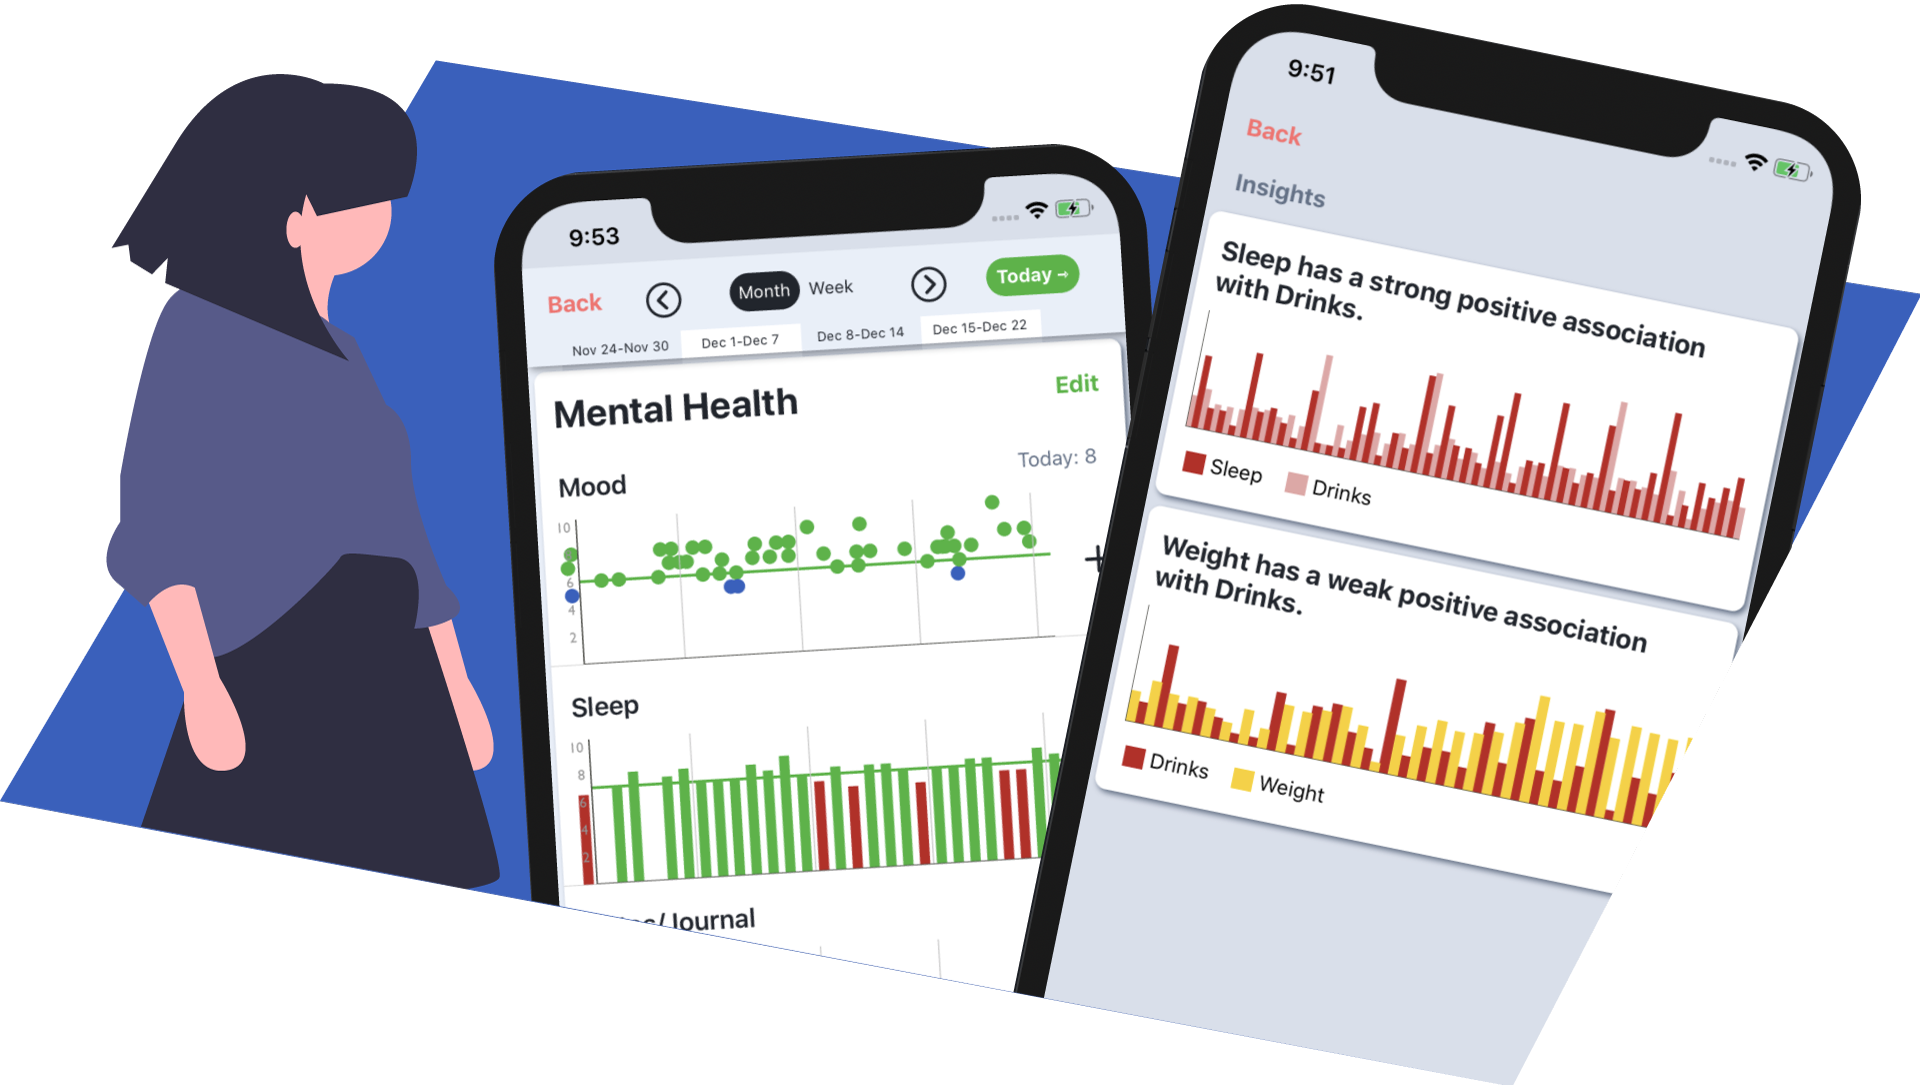 9:53
Back
Month
Week
Today →
Nov 24-Nov 30
Dec 1-Dec 7
Dec 8-Dec 14
Dec 15-Dec 22
Mental Health
Edit
Mood
Today: 8
10
6
4
2
+
Sleep
10
8
6
4
2
/Journal
9:51
Back
Insights
Sleep has a strong positive association
with Drinks.
Sleep
Drinks
Weight has a weak positive association
with Drinks.
Drinks
Weight